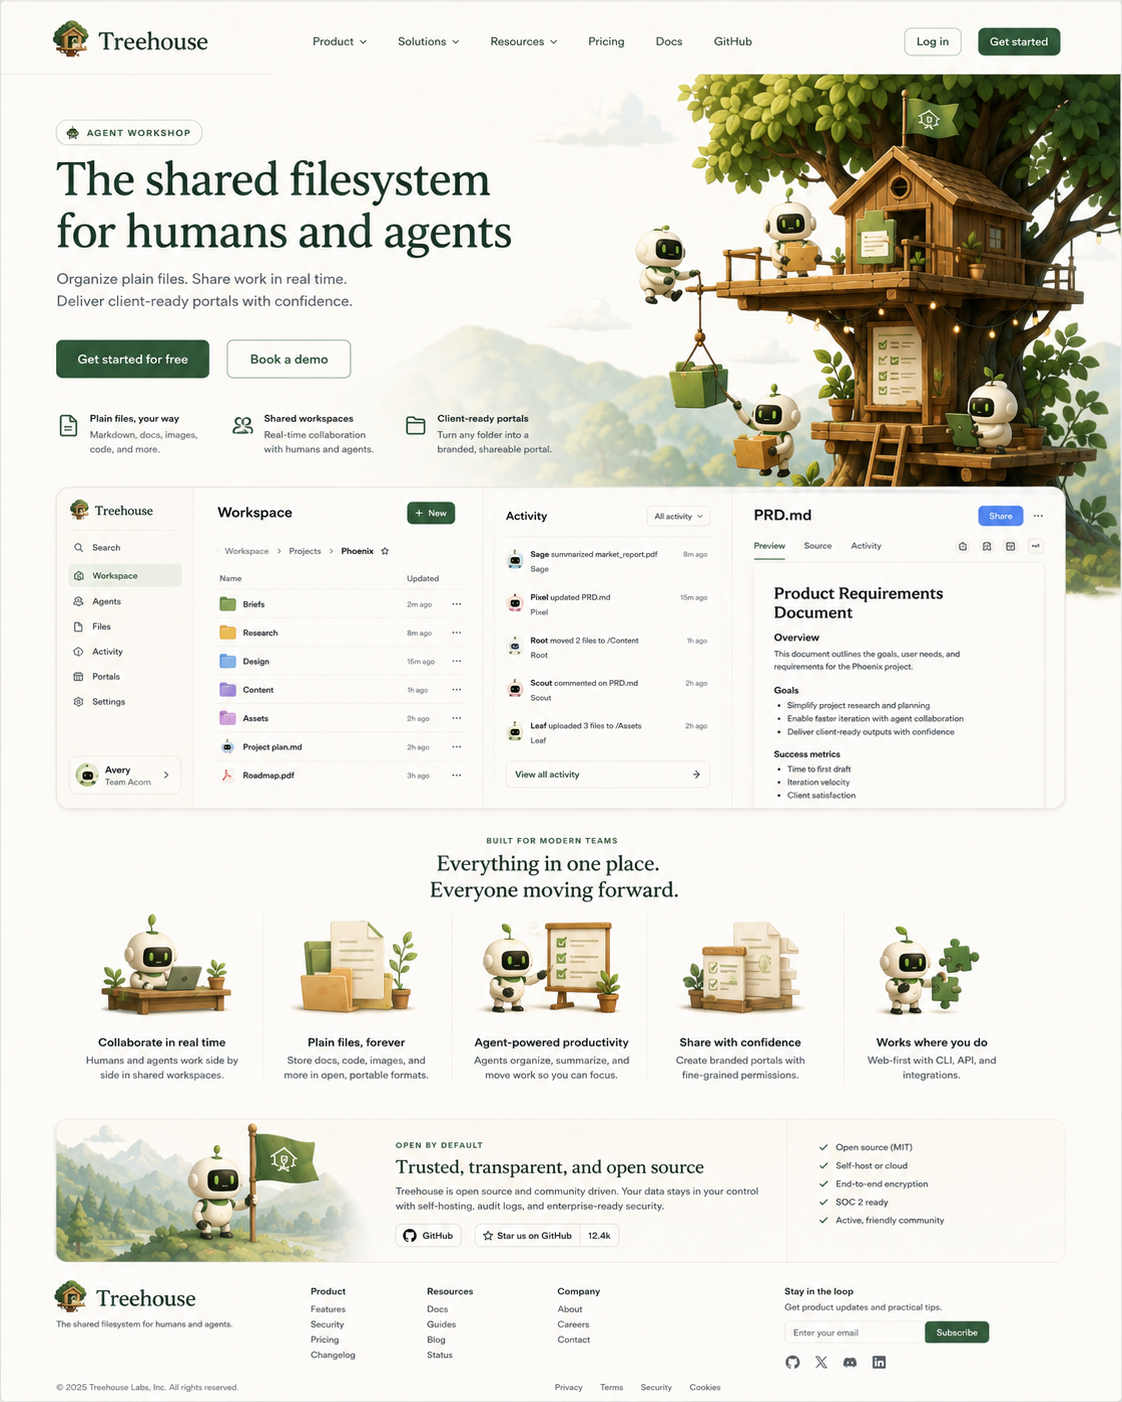 Treehouse
Product
Solutions
Resources
Pricing
Docs
GitHub
Log in
Get started
AGENT WORKSHOP
The shared filesystem
for humans and agents
Organize plain files. Share work in real time.
Deliver client-ready portals with confidence.
Get started for free
Book a demo
Plain files, your way
Markdown, docs, images,
code, and more.
Shared workspaces
Real-time collaboration
with humans and agents.
Client-ready portals
Turn any folder into a
branded, shareable portal.
Treehouse
Search
Workspace
Agents
Files
Activity
Portals
Settings
Avery
Team Acorn
Workspace
+ New
Workspace > Projects > Phoenix
Name Updated
Briefs 2m ago
Research 8m ago
Design 15m ago
Content 1h ago
Assets 2h ago
Project plan.md 2h ago
Roadmap.pdf 3h ago
Activity
All activity
Sage summarized market_report.pdf 8m ago
Sage
Pixel updated PRD.md 15m ago
Pixel
Root moved 2 files to /Content 1h ago
Root
Scout commented on PRD.md 2h ago
Scout
Leaf uploaded 3 files to /Assets 2h ago
Leaf
View all activity
PRD.md
Share
Preview
Source
Activity
Product Requirements
Document
Overview
This document outlines the goals, user needs, and
requirements for the Phoenix project.
Goals
• Simplify project research and planning
• Enable faster iteration with agent collaboration
• Deliver client-ready outputs with confidence
Success metrics
• Time to first draft
• Iteration velocity
• Client satisfaction
BUILT FOR MODERN TEAMS
Everything in one place.
Everyone moving forward.
Collaborate in real time
Humans and agents work side by
side in shared workspaces.
Plain files, forever
Store docs, code, images, and
more in open, portable formats.
Agent-powered productivity
Agents organize, summarize, and
move work so you can focus.
Share with confidence
Create branded portals with
fine-grained permissions.
Works where you do
Web-first with CLI, API, and
integrations.
OPEN BY DEFAULT
Trusted, transparent, and open source
Treehouse is open source and community driven. Your data stays in your control
with self-hosting, audit logs, and enterprise-ready security.
GitHub
Star us on GitHub
12.4k
Open source (MIT)
Self-host or cloud
End-to-end encryption
SOC 2 ready
Active, friendly community
Treehouse
The shared filesystem for humans and agents.
Product
Features
Security
Pricing
Changelog
Resources
Docs
Guides
Blog
Status
Company
About
Careers
Contact
Stay in the loop
Get product updates and practical tips.
Enter your email
Subscribe
© 2025 Treehouse Labs, Inc. All rights reserved.
Privacy
Terms
Security
Cookies